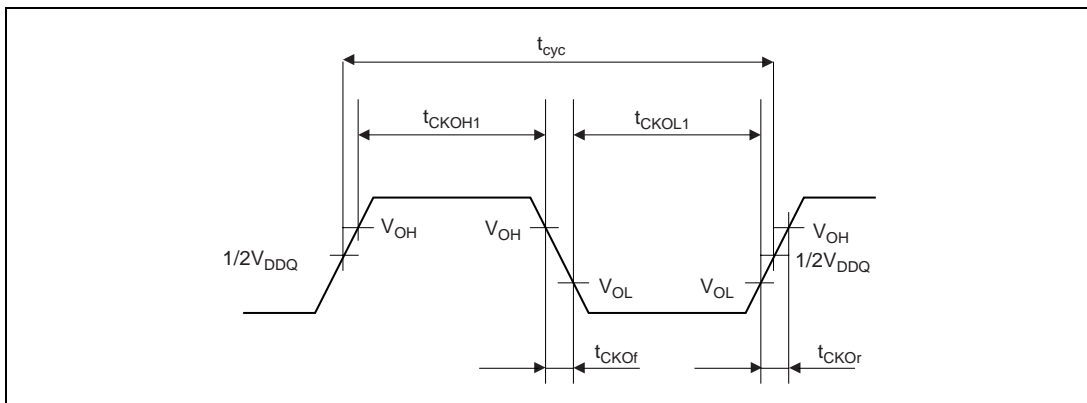 tcyc
tCKOH1 tCKOL1
VOH VOH VOH
1/2VDDQ 1/2VDDQ
VOL VOL
tCKOf tCKOr